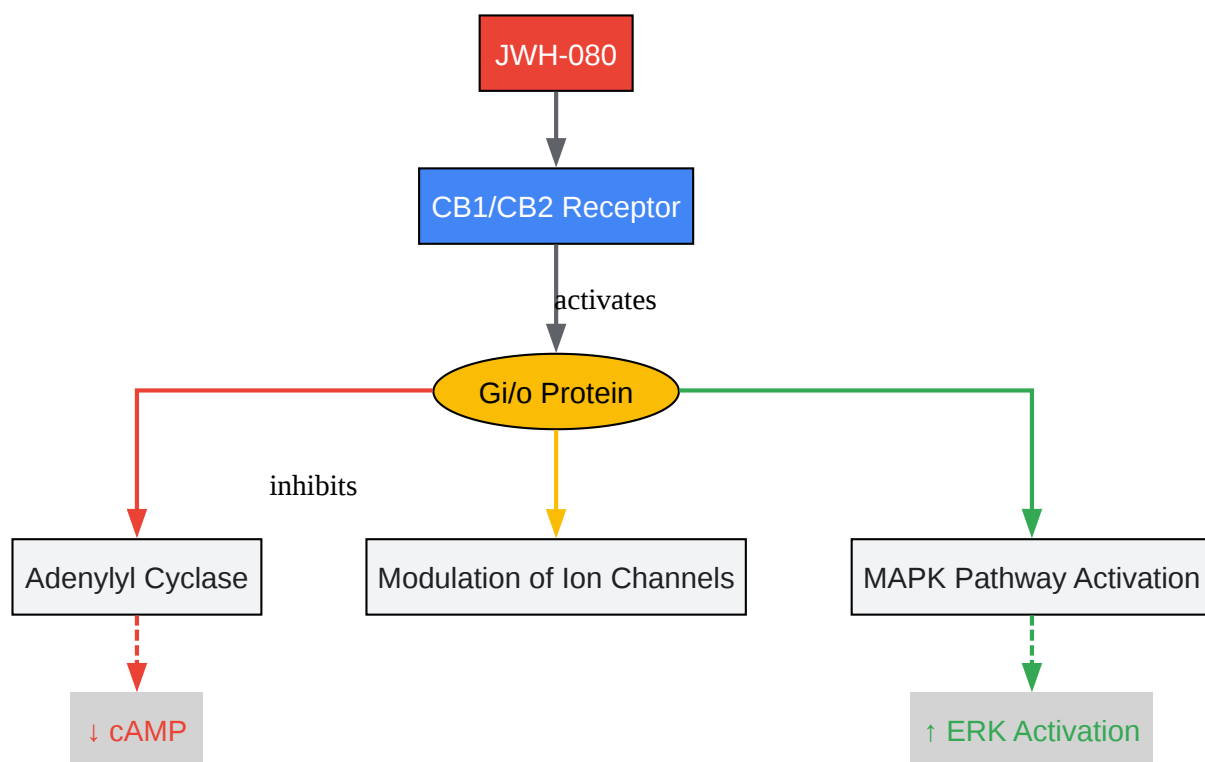 JWH-080
CB1/CB2 Receptor
activates
Gi/o Protein
inhibits
Adenylyl Cyclase
Modulation of Ion Channels
MAPK Pathway Activation
↓ cAMP
↑ ERK Activation